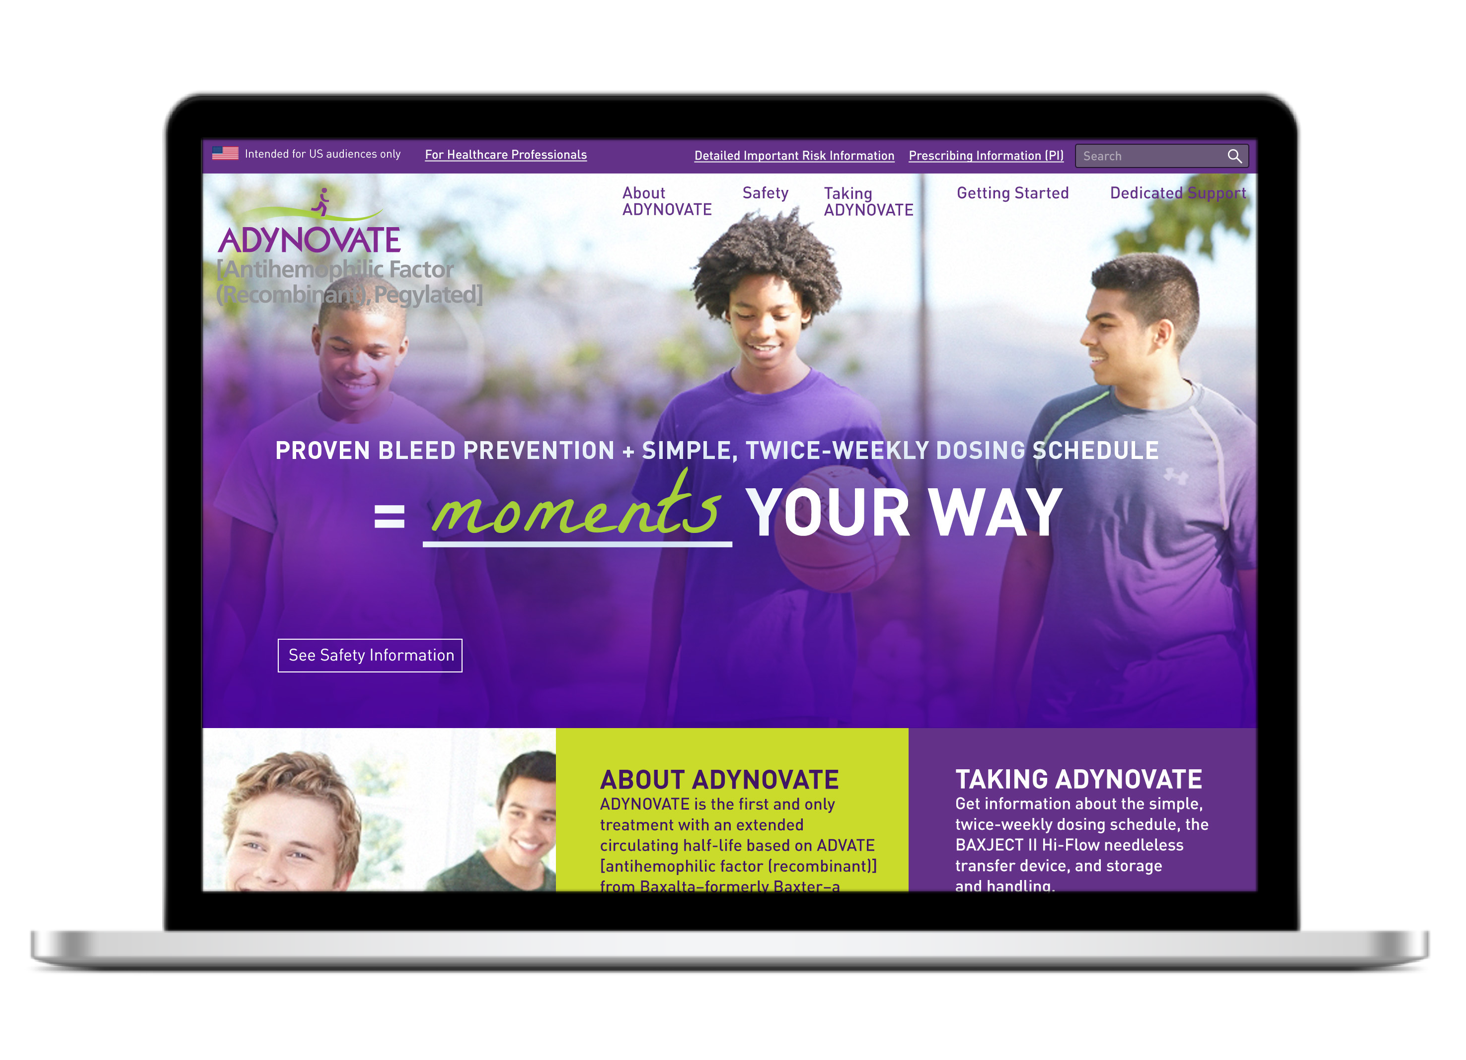 Intended for US audiences only
For Healthcare Professionals
Detailed Important Risk Information
Prescribing Information (PI)
Search
ADYNOVATE
[Antihemophilic Factor
(Recombinant), Pegylated]
About
ADYNOVATE
Safety
Taking
ADYNOVATE
Getting Started
Dedicated Support
PROVEN BLEED PREVENTION + SIMPLE, TWICE-WEEKLY DOSING SCHEDULE
= moments YOUR WAY
See Safety Information
ABOUT ADYNOVATE
ADYNOVATE is the first and only
treatment with an extended
circulating half-life based on ADVATE
[antihemophilic factor (recombinant)]
from Baxalta–formerly Baxter–a
TAKING ADYNOVATE
Get information about the simple,
twice-weekly dosing schedule, the
BAXJECT II Hi-Flow needleless
transfer device, and storage
and handling.